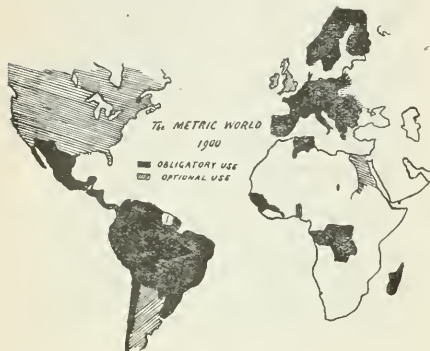 The METRIC WORLD
1900
OBLIGATORY USE
OPTIONAL USE